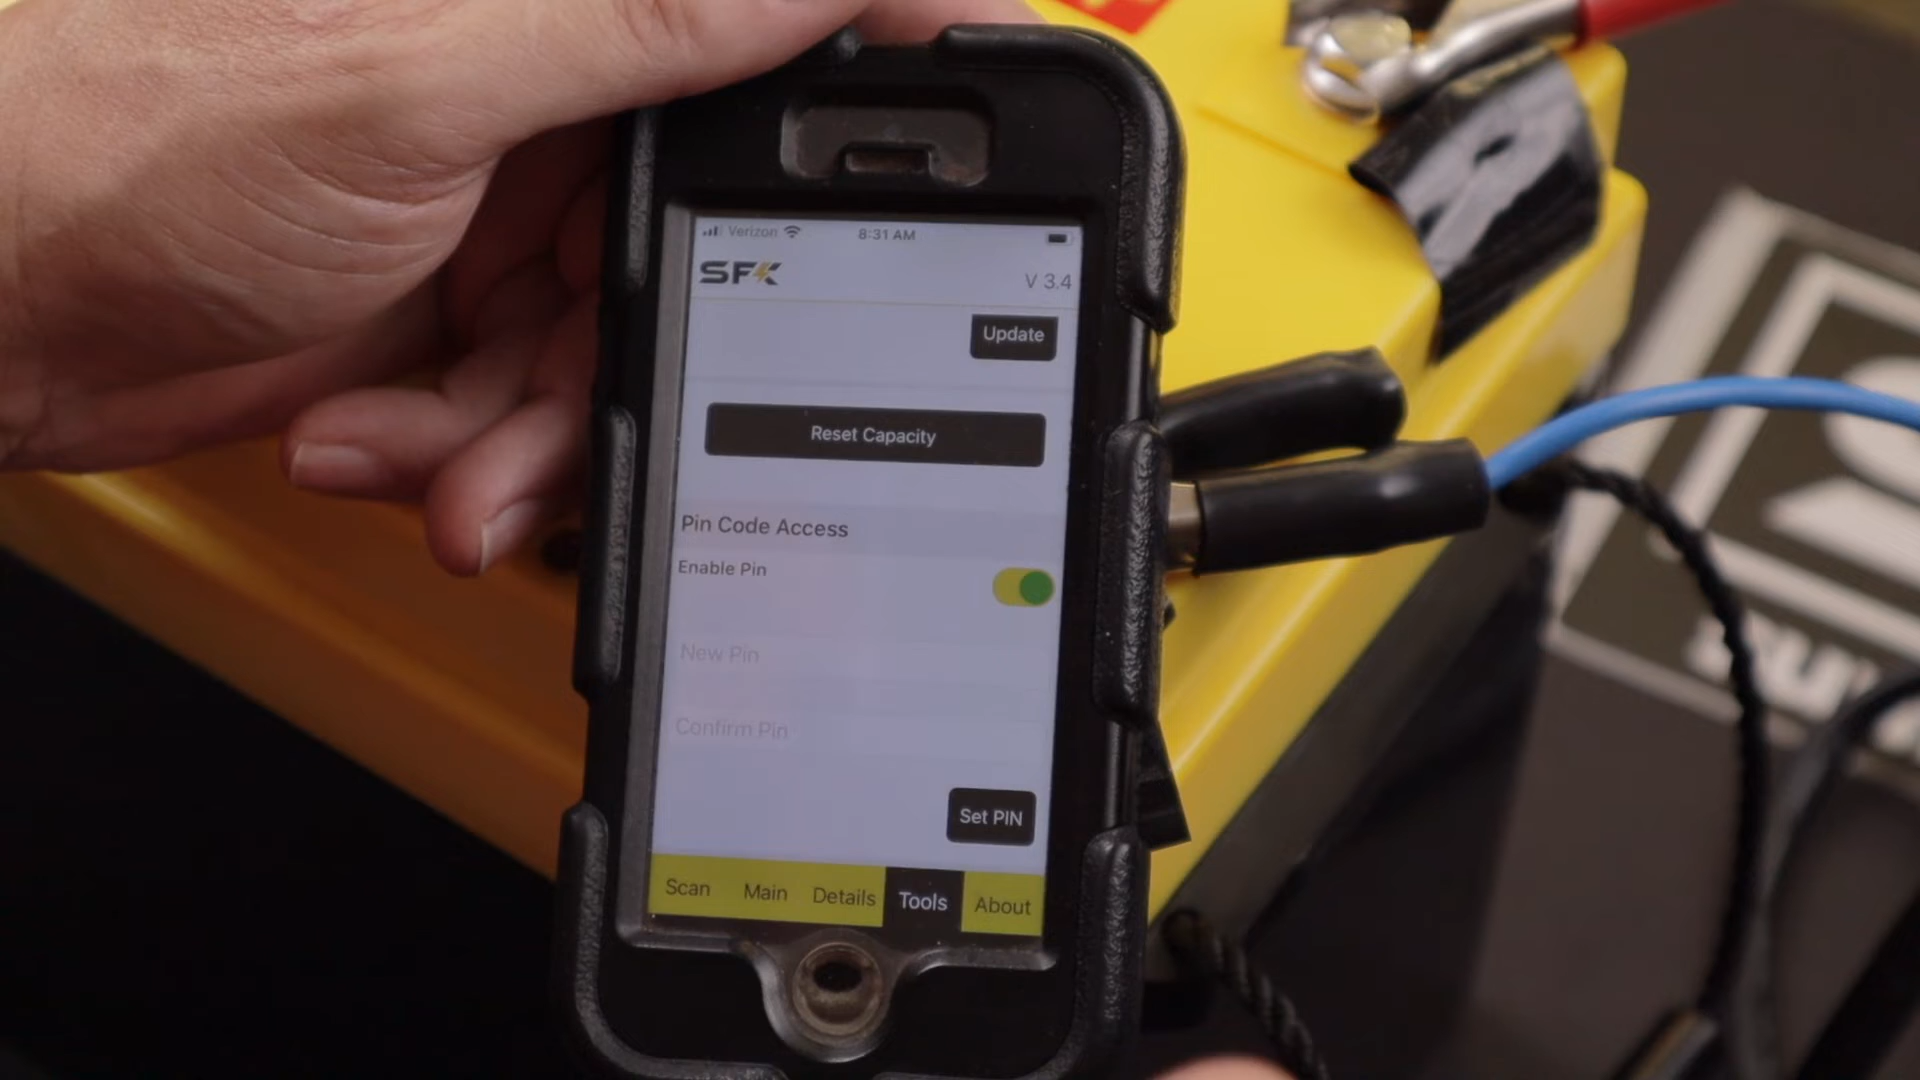 Verizon 8:31 AM
SFK V 3.4
Update
Reset Capacity
Pin Code Access
Enable Pin
New Pin
Confirm Pin
Set PIN
Scan Main Details Tools About